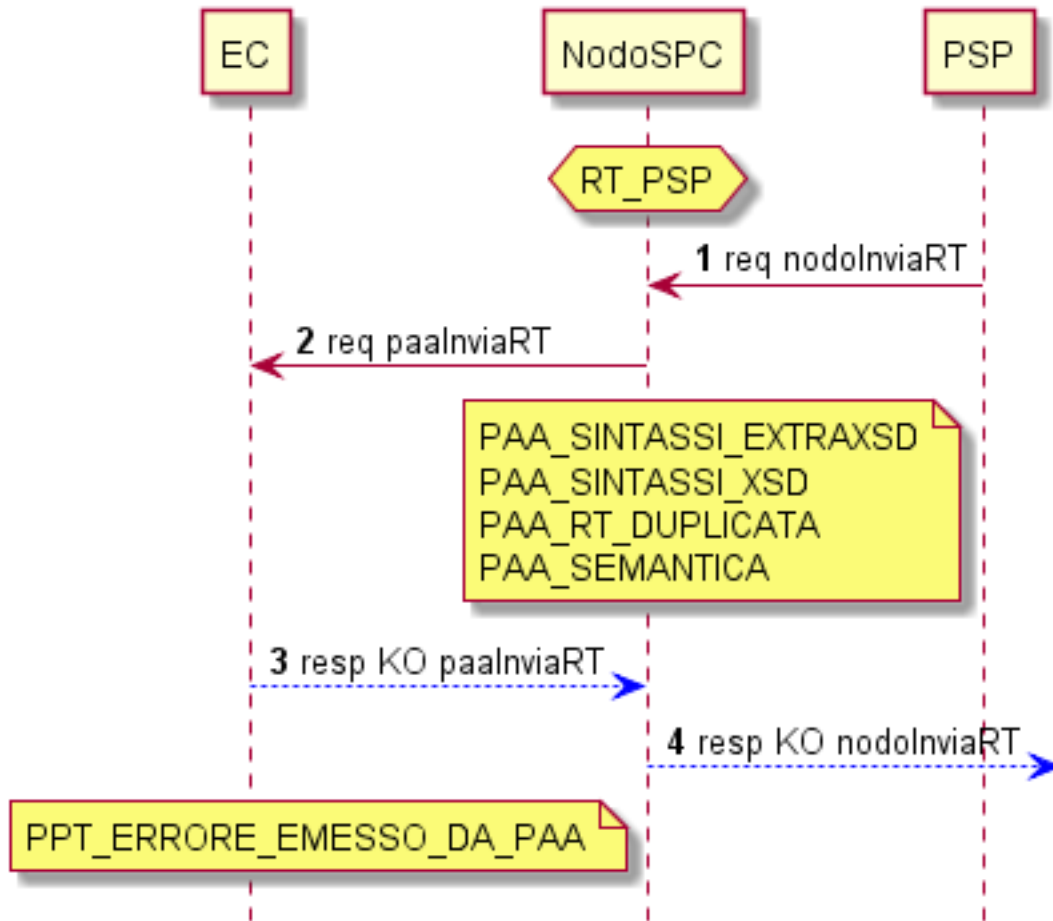 EC
NodoSPC
PSP
RT_PSP
1 req nodoInviaRT
2 req paaInviaRT
PAA_SINTASSI_EXTRAXSD
PAA_SINTASSI_XSD
PAA_RT_DUPLICATA
PAA_SEMANTICA
3 resp KO paaInviaRT
4 resp KO nodoInviaRT
PPT_ERRORE_EMESSO_DA_PAA